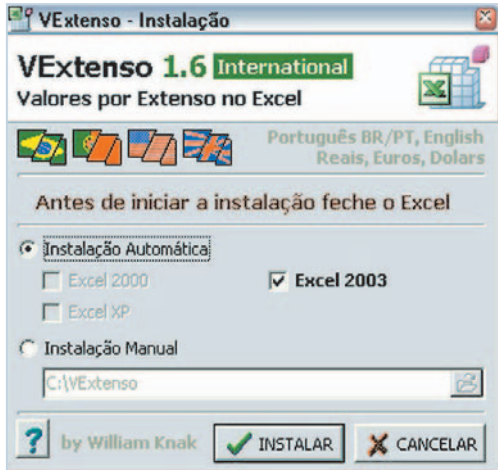 VExtenso - Instalação
VExtenso 1.6 International
Valores por Extenso no Excel
Português BR/PT, English
Reais, Euros, Dolars
Antes de iniciar a instalação feche o Excel
Instalação Automática
Excel 2000
Excel 2003
Excel XP
Instalação Manual
C:\VExtenso
? by William Knak INSTALAR CANCELAR